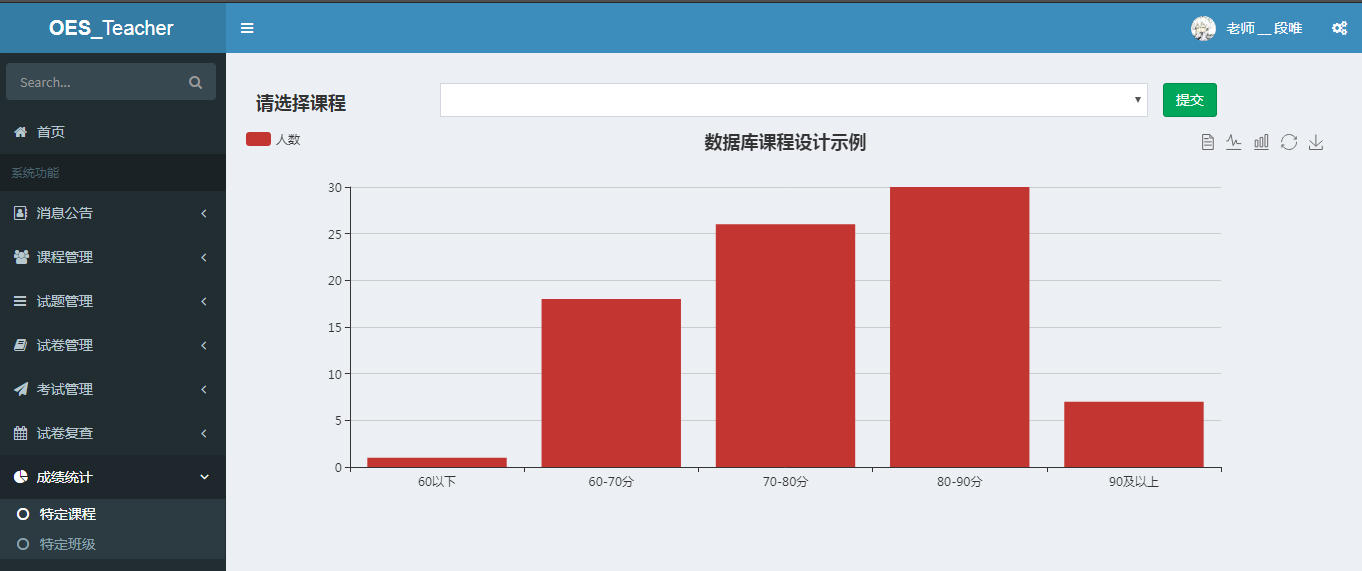 OES_Teacher
老师 __ 段唯
Search...
首页
系统功能
消息公告
课程管理
试题管理
试卷管理
考试管理
试卷复查
成绩统计
特定课程
特定班级
请选择课程
提交
人数
数据库课程设计示例
30
25
20
15
10
5
0
60以下
60-70分
70-80分
80-90分
90及以上